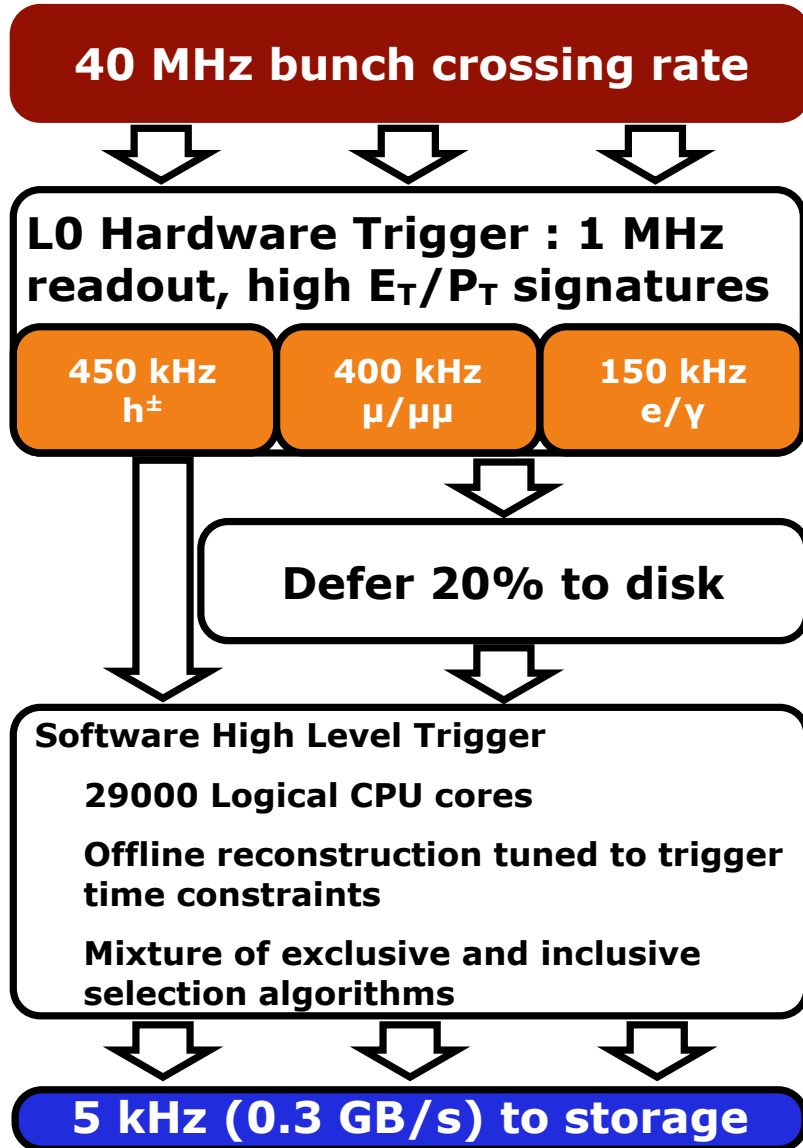 40 MHz bunch crossing rate
L0 Hardware Trigger : 1 MHz
readout, high E_T/P_T signatures
450 kHz
h±
400 kHz
µ/µµ
150 kHz
e/γ
Defer 20% to disk
Software High Level Trigger
29000 Logical CPU cores
Offline reconstruction tuned to trigger
time constraints
Mixture of exclusive and inclusive
selection algorithms
5 kHz (0.3 GB/s) to storage